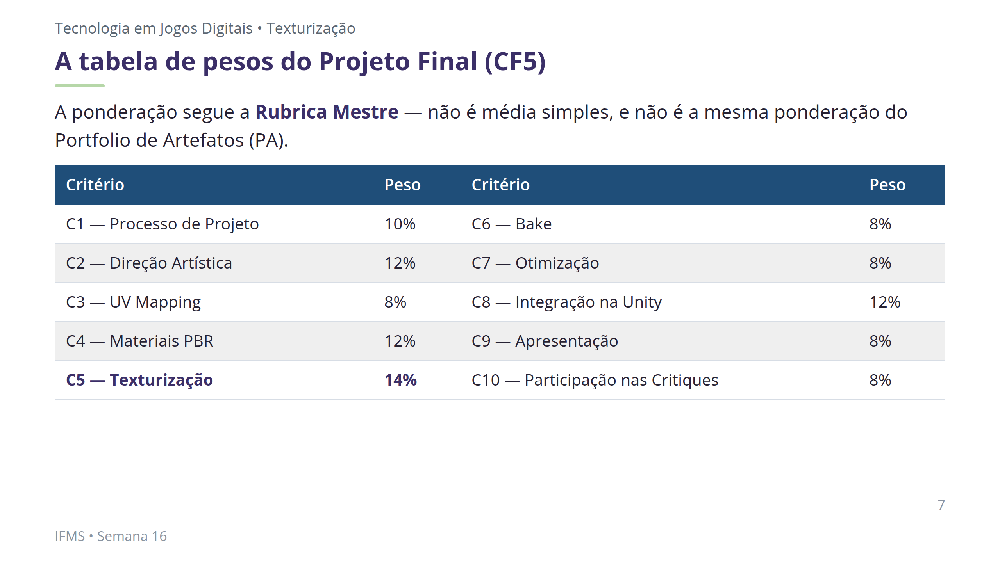 Tecnologia em Jogos Digitais • Texturização
A tabela de pesos do Projeto Final (CF5)
A ponderação segue a Rubrica Mestre — não é média simples, e não é a mesma ponderação do
Portfolio de Artefatos (PA).
Critério Peso Critério Peso
C1 — Processo de Projeto 10% C6 — Bake 8%
C2 — Direção Artística 12% C7 — Otimização 8%
C3 — UV Mapping 8% C8 — Integração na Unity 12%
C4 — Materiais PBR 12% C9 — Apresentação 8%
C5 — Texturização 14% C10 — Participação nas Critiques 8%
7
IFMS • Semana 16